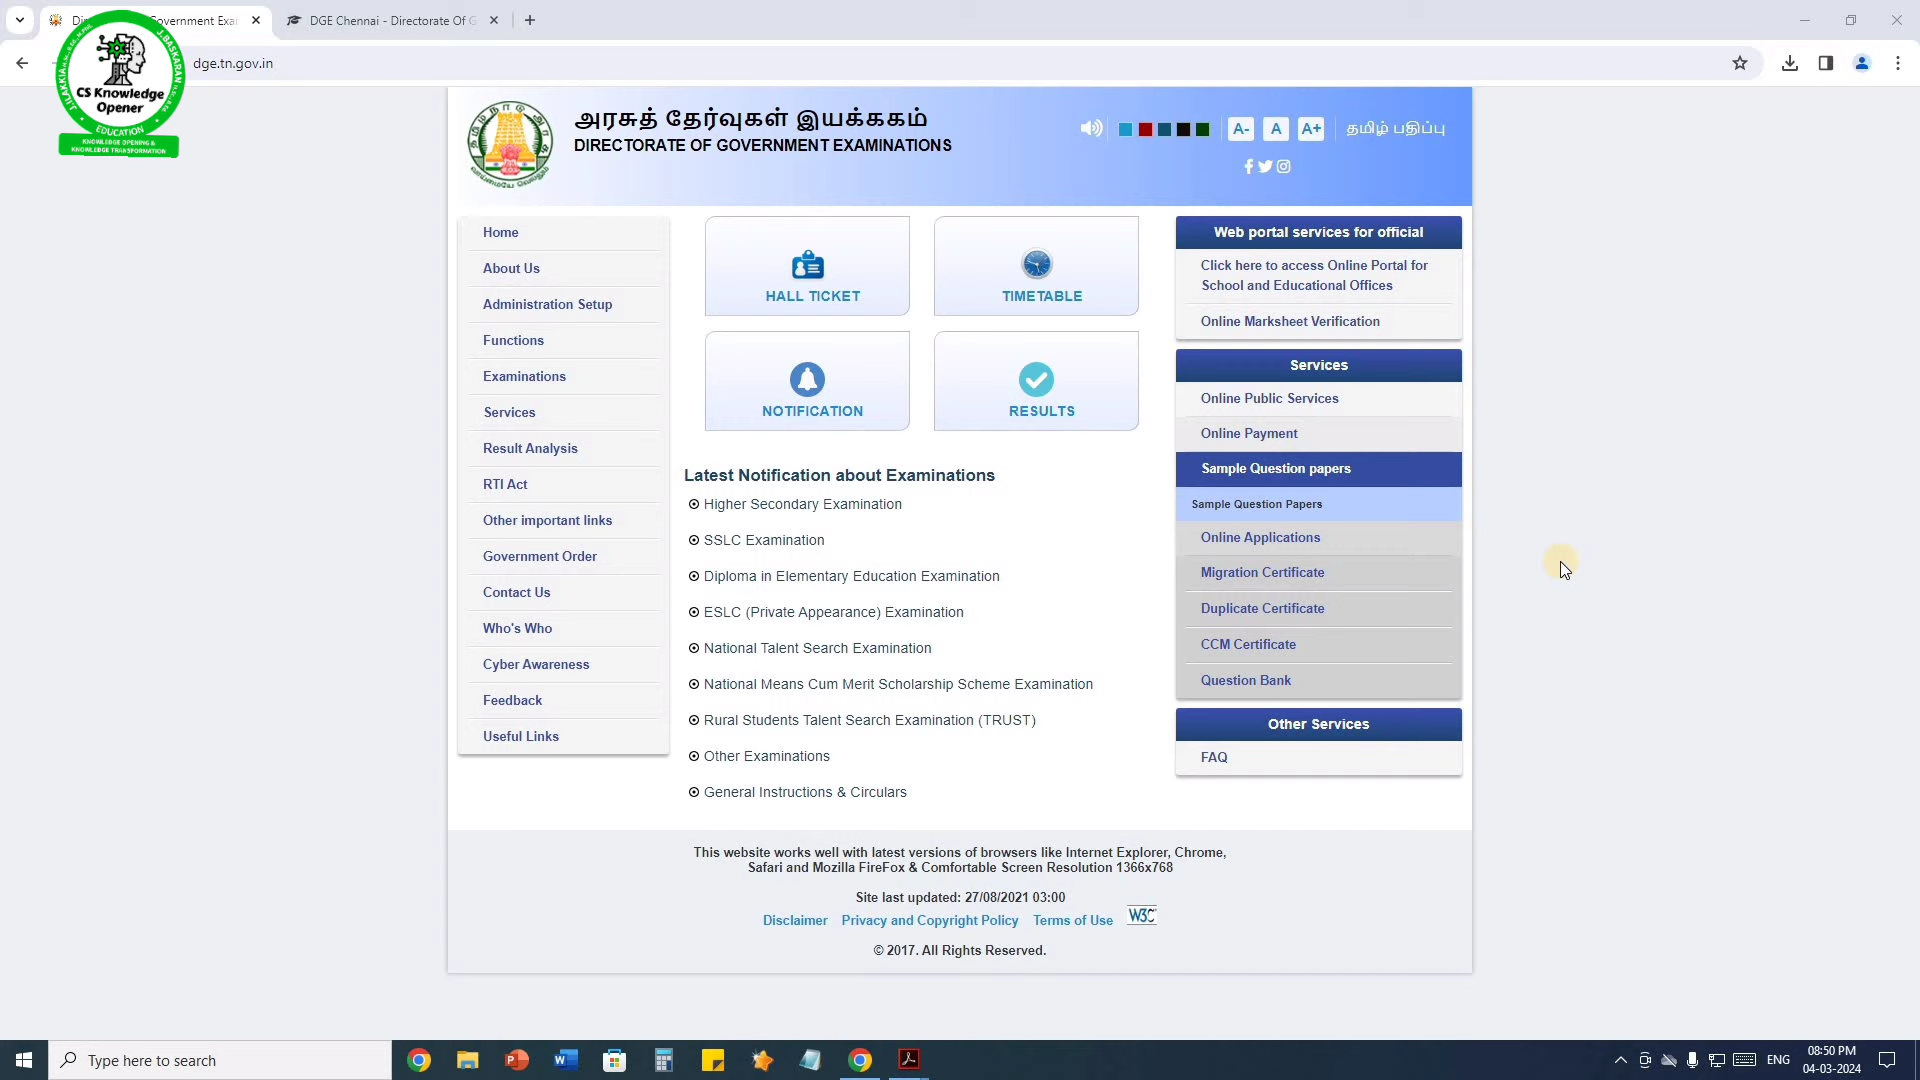 Government Exa
DGE Chennai - Directorate Of G
dge.tn.gov.in
J.ILAKKIA
J.BASKARAN
CS Knowledge
Opener
EDUCATION
KNOWLEDGE OPENING &
KNOWLEDGE TRANSFORMATION
அரசுத் தேர்வுகள் இயக்ககம்
DIRECTORATE OF GOVERNMENT EXAMINATIONS
A-
A
A+
தமிழ் பதிப்பு
Home
About Us
Administration Setup
Functions
Examinations
Services
Result Analysis
RTI Act
Other important links
Government Order
Contact Us
Who's Who
Cyber Awareness
Feedback
Useful Links
HALL TICKET
TIMETABLE
NOTIFICATION
RESULTS
Latest Notification about Examinations
Higher Secondary Examination
SSLC Examination
Diploma in Elementary Education Examination
ESLC (Private Appearance) Examination
National Talent Search Examination
National Means Cum Merit Scholarship Scheme Examination
Rural Students Talent Search Examination (TRUST)
Other Examinations
General Instructions & Circulars
Web portal services for official
Click here to access Online Portal for
School and Educational Offices
Online Marksheet Verification
Services
Online Public Services
Online Payment
Sample Question papers
Sample Question Papers
Online Applications
Migration Certificate
Duplicate Certificate
CCM Certificate
Question Bank
Other Services
FAQ
This website works well with latest versions of browsers like Internet Explorer, Chrome,
Safari and Mozilla FireFox & Comfortable Screen Resolution 1366x768
Site last updated: 27/08/2021 03:00
Disclaimer Privacy and Copyright Policy Terms of Use W3C
© 2017. All Rights Reserved.
Type here to search
ENG
08:50 PM
04-03-2024